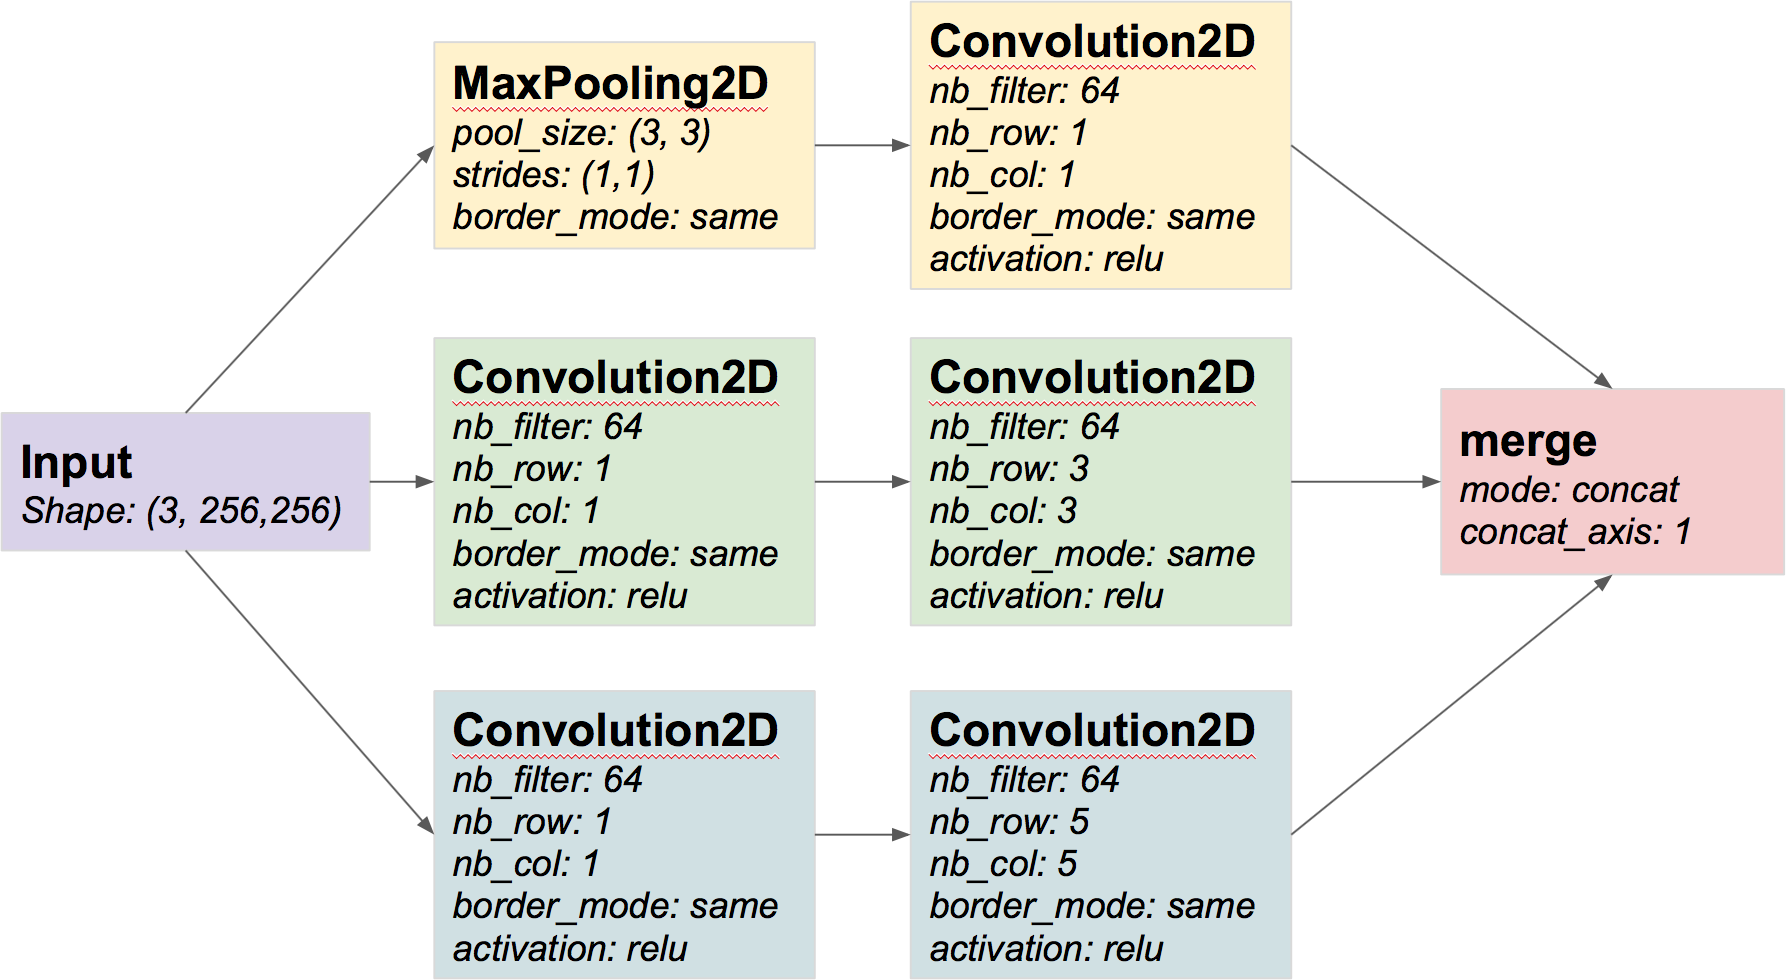 Input
Shape: (3, 256,256)
MaxPooling2D
pool_size: (3, 3)
strides: (1,1)
border_mode: same
Convolution2D
nb_filter: 64
nb_row: 1
nb_col: 1
border_mode: same
activation: relu
Convolution2D
nb_filter: 64
nb_row: 1
nb_col: 1
border_mode: same
activation: relu
Convolution2D
nb_filter: 64
nb_row: 3
nb_col: 3
border_mode: same
activation: relu
Convolution2D
nb_filter: 64
nb_row: 1
nb_col: 1
border_mode: same
activation: relu
Convolution2D
nb_filter: 64
nb_row: 5
nb_col: 5
border_mode: same
activation: relu
merge
mode: concat
concat_axis: 1